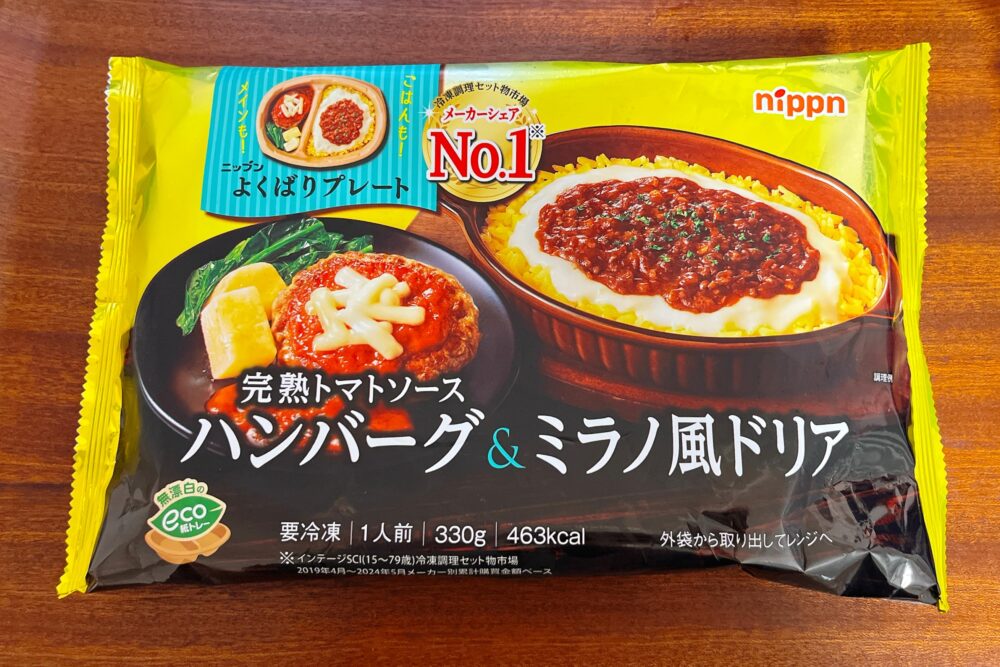 メインも！
ごはんも！
ニップン
よくばりプレート
冷凍調理セット物市場
メーカーシェア
No.1※
nippn
調理例
完熟トマトソース
ハンバーグ&ミラノ風ドリア
無漂白の
eco
紙トレー
要冷凍|1人前|330g|463kcal
外袋から取り出してレンジへ
※インテージSCI(15〜79歳)冷凍調理セット物市場
2019年4月〜2024年5月メーカー別累計購買金額ベース